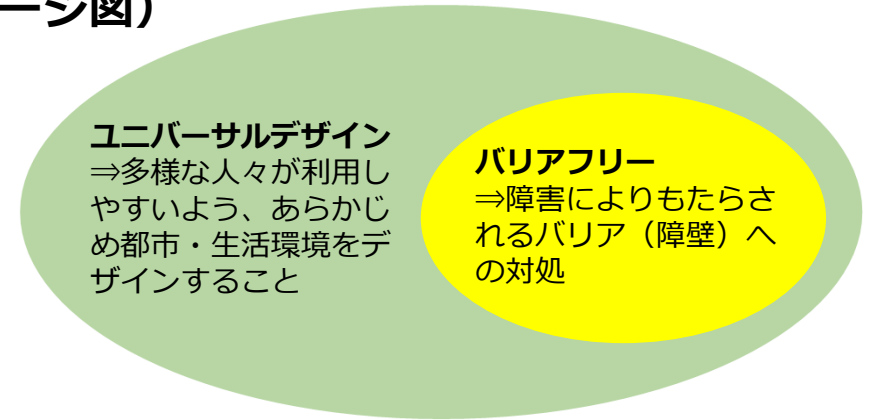 ージ図）
ユニバーサルデザイン
⇒多様な人々が利用し
やすいよう、あらかじ
め都市・生活環境をデ
ザインすること
バリアフリー
⇒障害によりもたらさ
れるバリア（障壁）へ
の対処